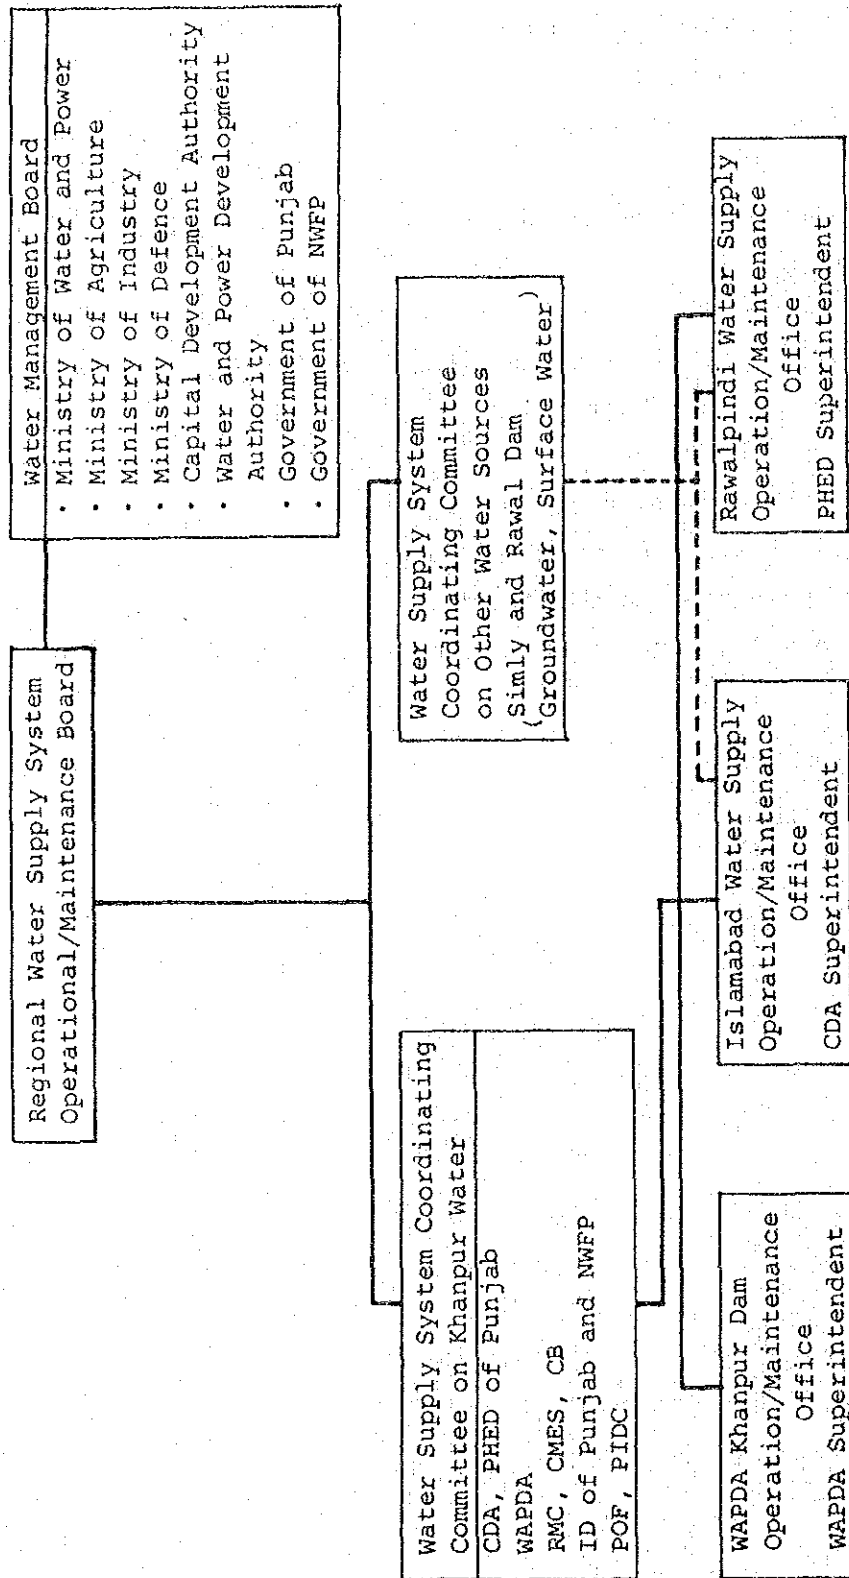 Regional Water Supply System
Operational/Maintenance Board
Water Management Board
· Ministry of Water and Power
· Ministry of Agriculture
· Ministry of Industry
· Ministry of Defence
· Capital Development Authority
· Water and Power Development
Authority
· Government of Punjab
· Government of NWFP
Water Supply System Coordinating
Committee on Khanpur Water
CDA, PHED of Punjab
WAPDA
RMC, CMES, CB
ID of Punjab and NWFP
POF, PIDC
Water Supply System
Coordinating Committee
on Other Water Sources
Simly and Rawal Dam
(Groundwater, Surface Water)
WAPDA Khanpur Dam
Operation/Maintenance
Office
WAPDA Superintendent
Islamabad Water Supply
Operation/Maintenance
Office
CDA Superintendent
Rawalpindi Water Supply
Operation/Maintenance
Office
PHED Superintendent